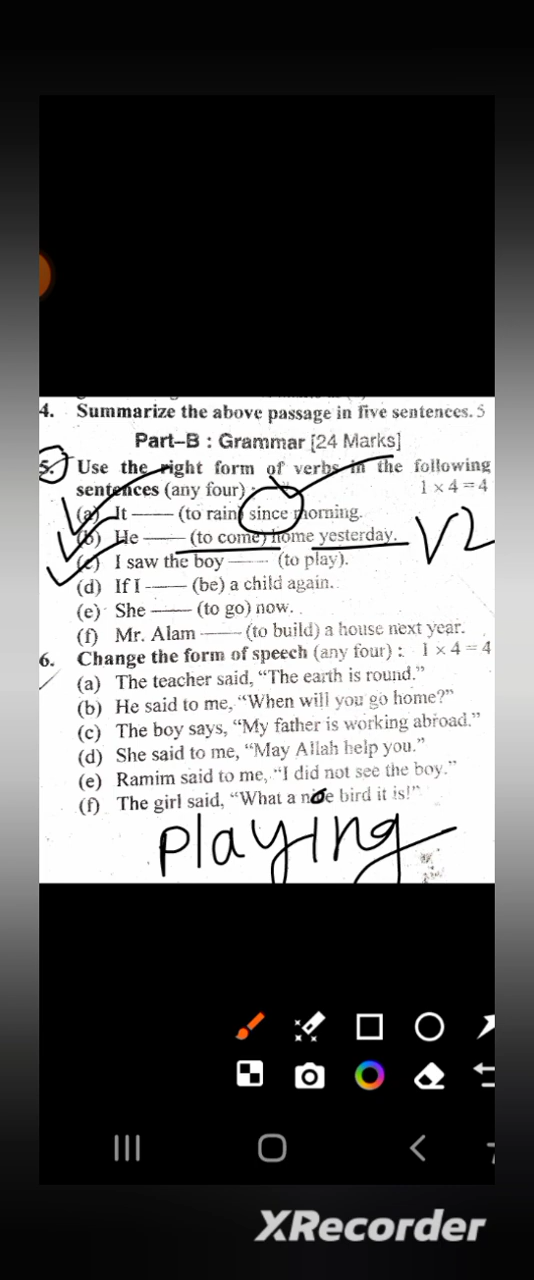 4. Summarize the above passage in five sentences. 5
Part–B : Grammar [24 Marks]
5. Use the right form of verbs in the following
sentences (any four) : 1 × 4 = 4
(a) It —— (to rain) since morning.
(b) He —— (to come) home yesterday. V2
(c) I saw the boy —— (to play).
(d) If I —— (be) a child again.
(e) She —— (to go) now.
(f) Mr. Alam —— (to build) a house next year.
6. Change the form of speech (any four) : 1 × 4 = 4
(a) The teacher said, “The earth is round.”
(b) He said to me, “When will you go home?”
(c) The boy says, “My father is working abroad.”
(d) She said to me, “May Allah help you.”
(e) Ramim said to me, “I did not see the boy.”
(f) The girl said, “What a nice bird it is!”
playing
XRecorder